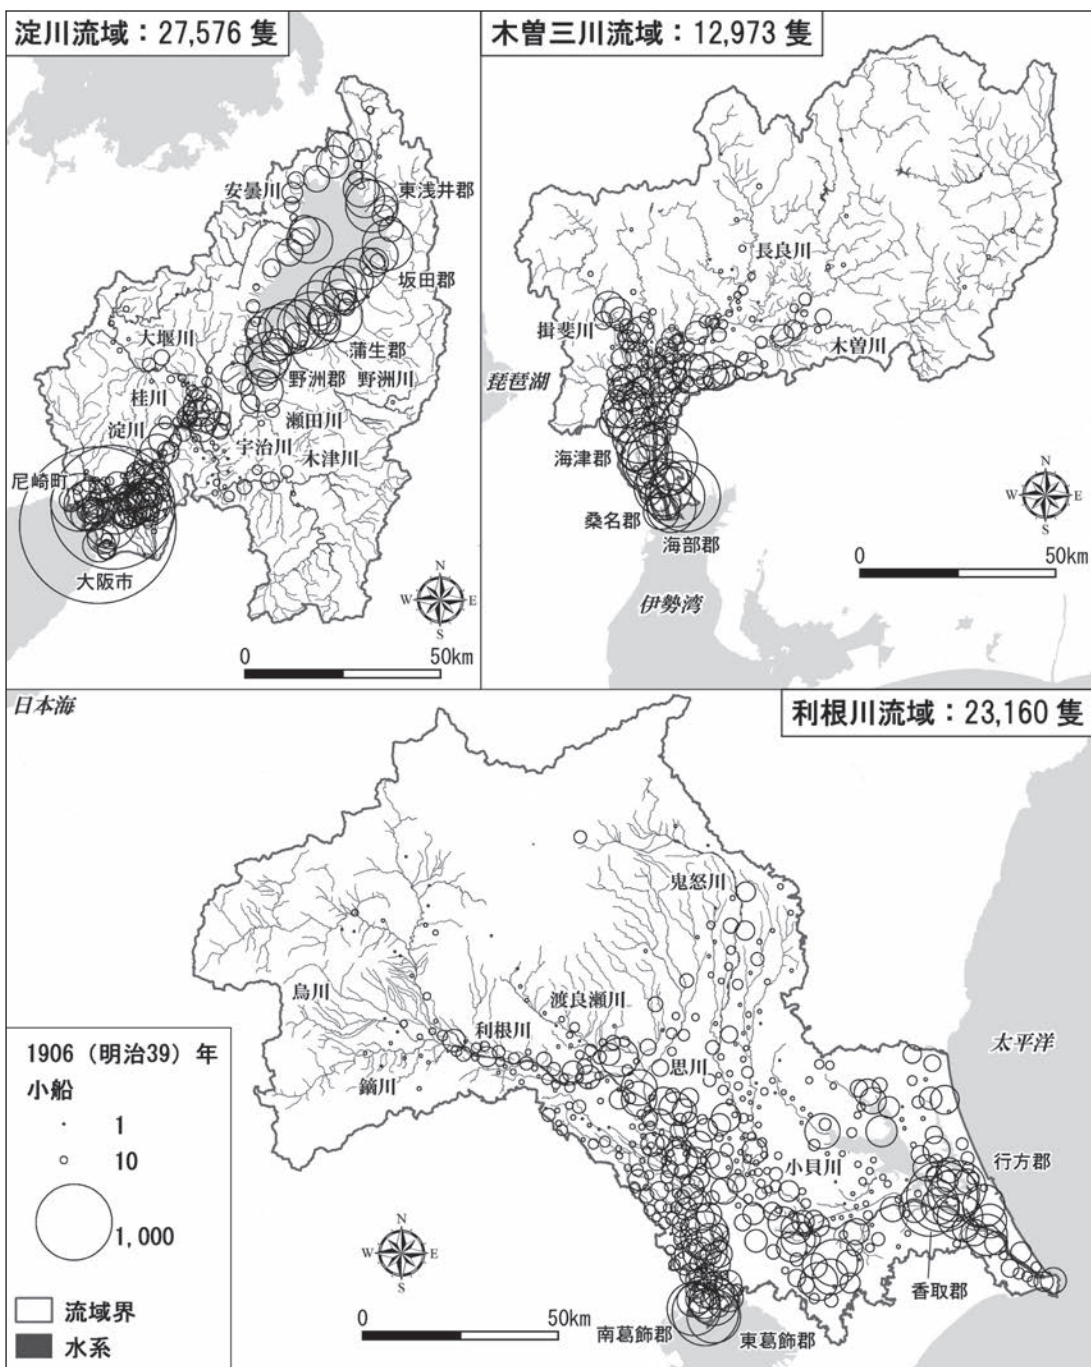 淀川流域：27,576 隻
安曇川
東浅井郡
坂田郡
大堰川
蒲生郡
野洲郡
野洲川
桂川
瀬田川
淀川
宇治川
木津川
尼崎町
大阪市
N
W
E
S
0
50km
木曽三川流域：12,973 隻
長良川
揖斐川
木曽川
琵琶湖
海津郡
桑名郡
海部郡
伊勢湾
N
W
E
S
0
50km
日本海
利根川流域：23,160 隻
鬼怒川
烏川
渡良瀬川
利根川
思川
鏑川
太平洋
小貝川
行方郡
香取郡
南葛飾郡
東葛飾郡
N
W
E
S
0
50km
1906（明治39）年
小船
1
10
1,000
流域界
水系